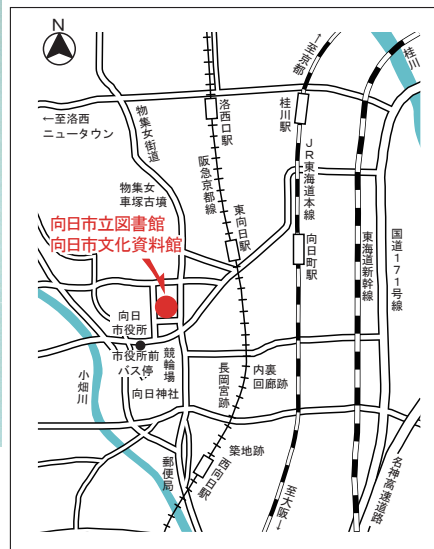 N
↑至京都
桂川
←至洛西
ニュータウン
物集女街道
洛西口駅
桂川駅
阪急京都線
JR東海道本線
物集女
車塚古墳
東向日駅
向日町駅
東海道新幹線
国道171号線
向日市立図書館
向日市文化資料館
向日
市役所
市役所前
バス停
競輪場
向日神社
小畑川
長岡宮跡
内裏
回廊跡
築地跡
郵便局
西向日駅
至大阪↓
名神高速道路